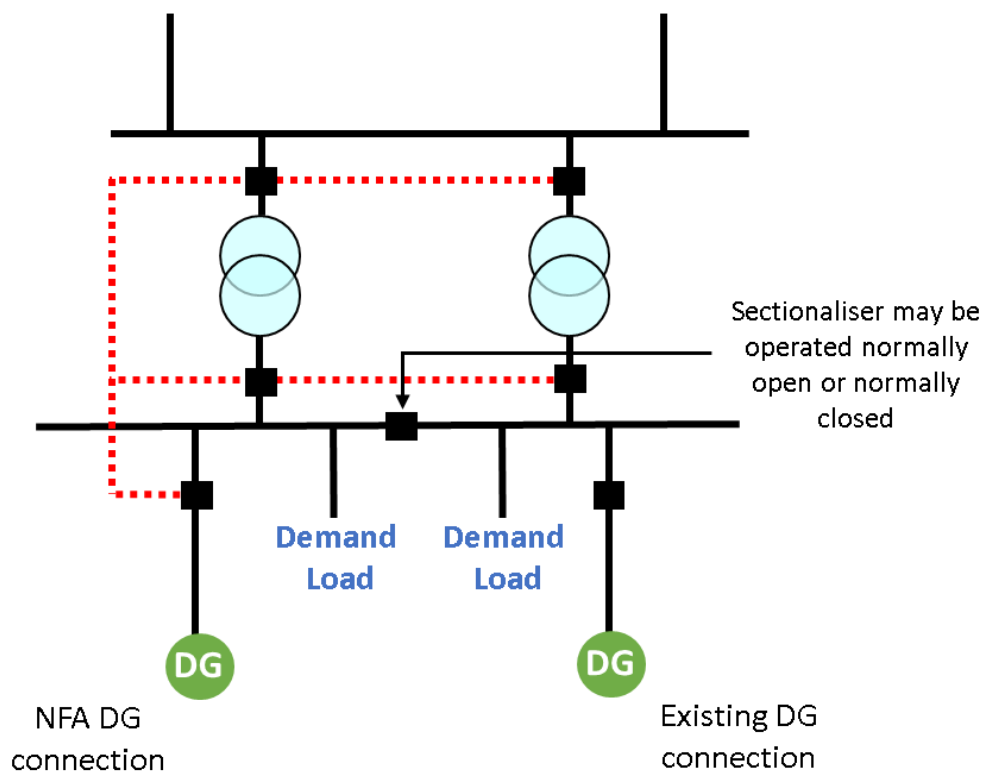 Sectionaliser may be
operated normally
open or normally
closed
Demand
Load
Demand
Load
DG
DG
NFA DG
connection
Existing DG
connection